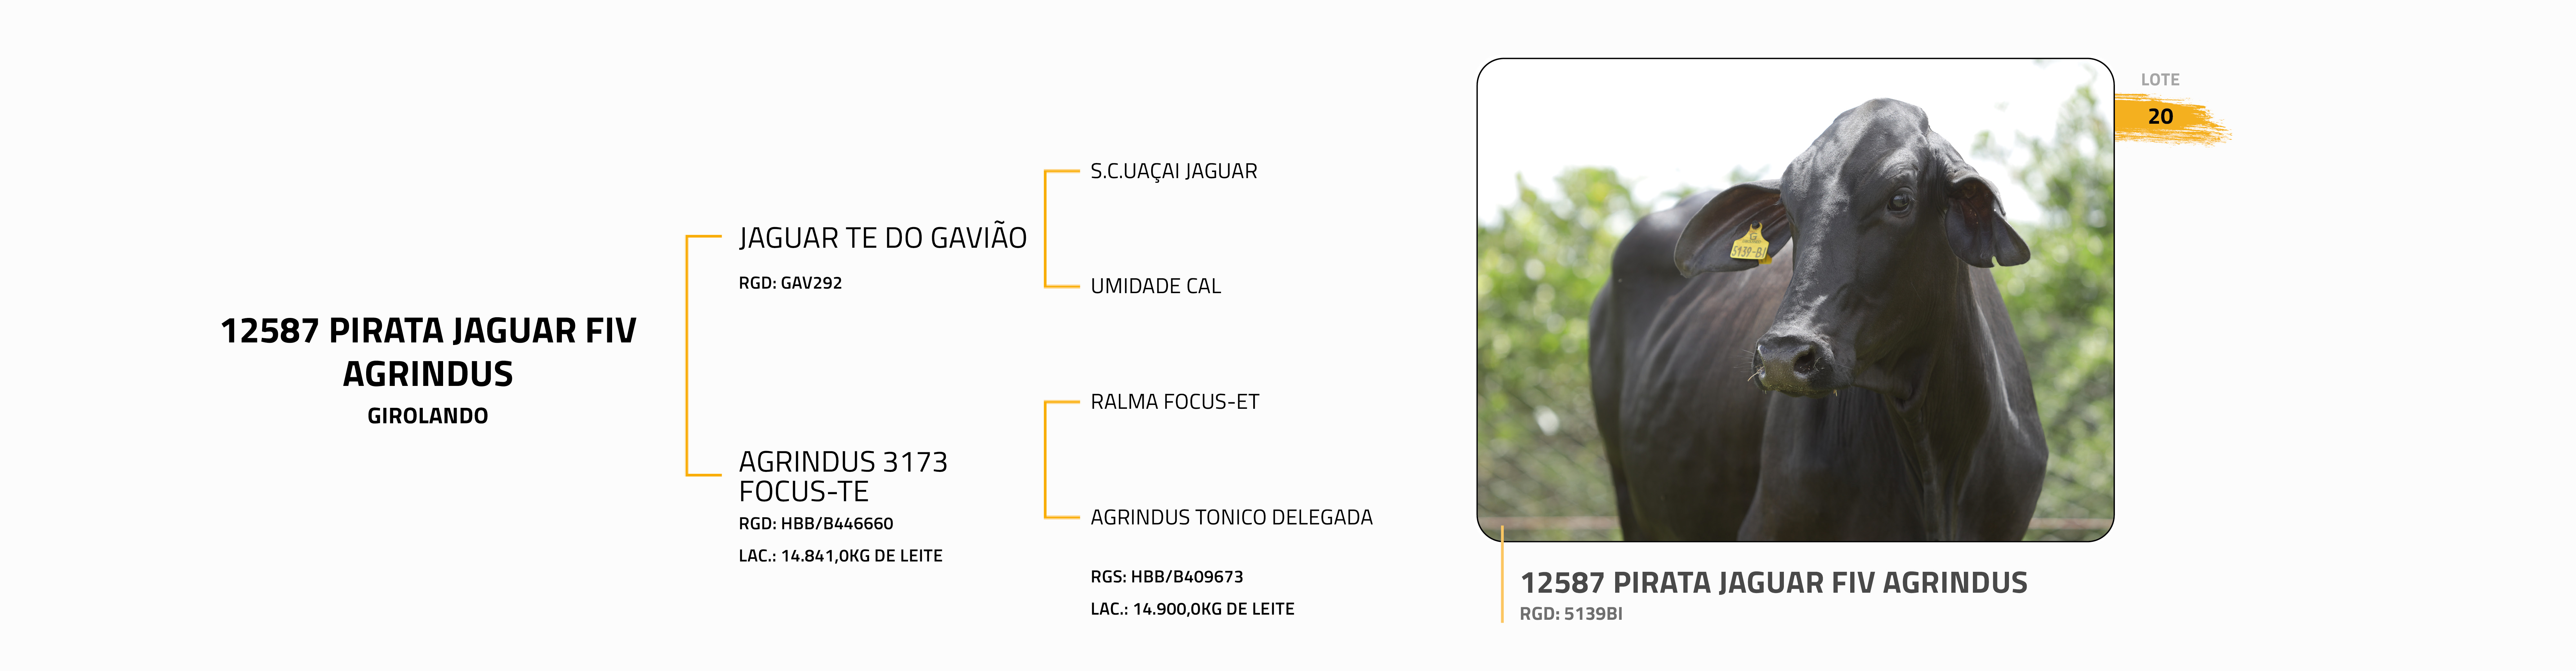 12587 PIRATA JAGUAR FIV
AGRINDUS
GIROLANDO
JAGUAR TE DO GAVIÃO
RGD: GAV292
AGRINDUS 3173
FOCUS-TE
RGD: HBB/B446660
LAC.: 14.841,0KG DE LEITE
S.C.UAÇAI JAGUAR
UMIDADE CAL
RALMA FOCUS-ET
AGRINDUS TONICO DELEGADA
RGS: HBB/B409673
LAC.: 14.900,0KG DE LEITE
LOTE
20
5139-BI
12587 PIRATA JAGUAR FIV AGRINDUS
RGD: 5139BI